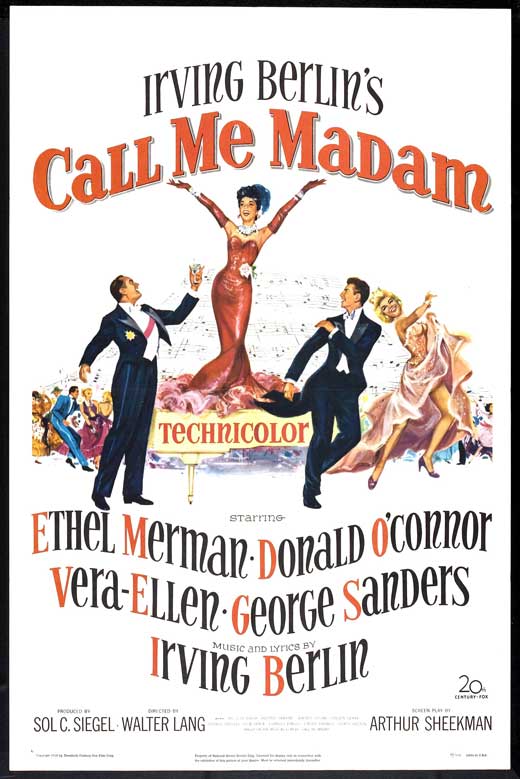 Irving Berlin's
Call Me Madam
TECHNICOLOR
STARRING
Ethel Merman · Donald O'Connor
Vera-Ellen · George Sanders
MUSIC AND LYRICS BY
Irving Berlin
20th
CENTURY-FOX
PRODUCED BY
SOL C. SIEGEL ·
DIRECTED BY
WALTER LANG
SCREEN PLAY BY
ARTHUR SHEEKMAN